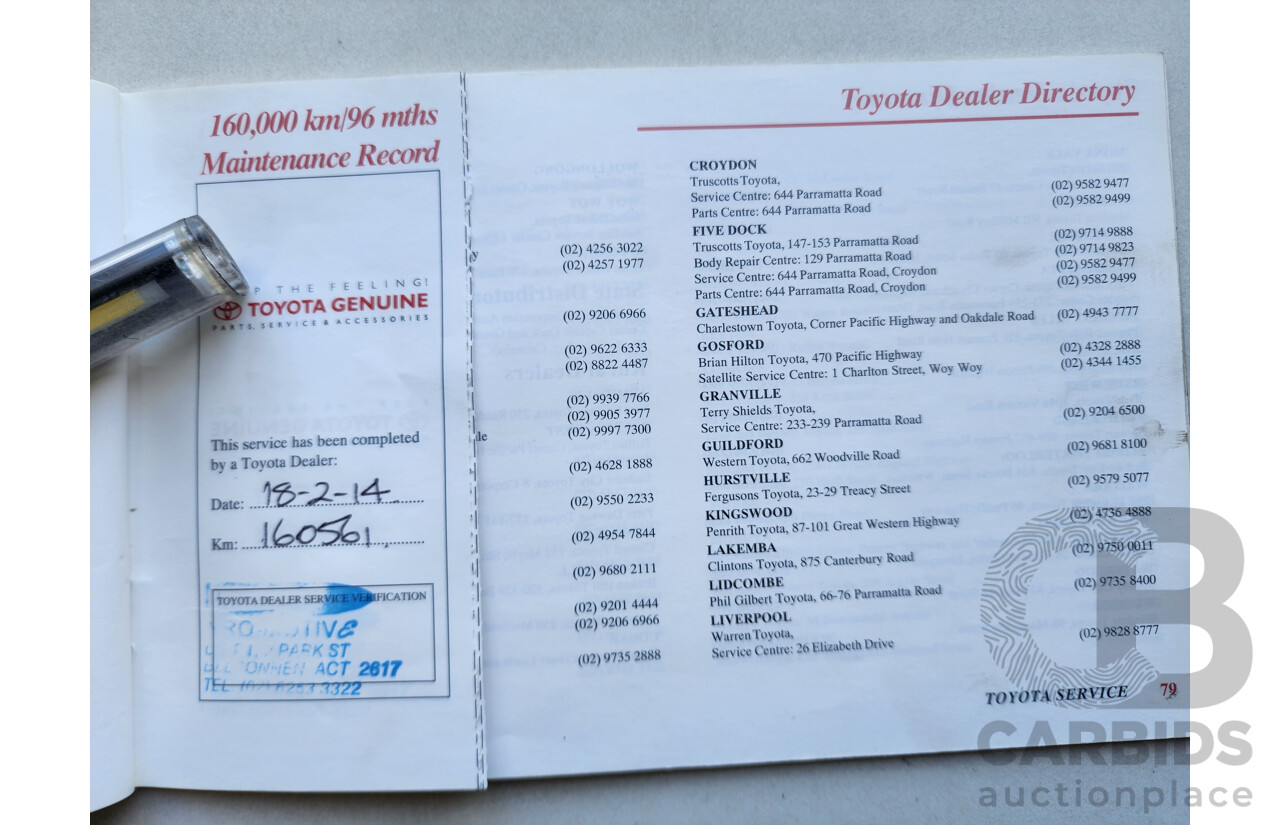 160,000 km/96 mths
Maintenance Record
P THE FEELING!
TOYOTA GENUINE
PARTS, SERVICE & ACCESSORIES
This service has been completed
by a Toyota Dealer:
Date: 18-2-14
Km: 160561
TOYOTA DEALER SERVICE VERIFICATION
PARK ST
ACT 2617
TEL (02) 6253 3322
(02) 4256 3022
(02) 4257 1977
(02) 9206 6966
(02) 9622 6333
(02) 8822 4487
(02) 9939 7766
(02) 9905 3977
(02) 9997 7300
(02) 4628 1888
(02) 9550 2233
(02) 4954 7844
(02) 9680 2111
(02) 9201 4444
(02) 9206 6966
(02) 9735 2888
Toyota Dealer Directory
CROYDON
Truscotts Toyota,
Service Centre: 644 Parramatta Road (02) 9582 9477
Parts Centre: 644 Parramatta Road (02) 9582 9499
FIVE DOCK
Truscotts Toyota, 147-153 Parramatta Road (02) 9714 9888
Body Repair Centre: 129 Parramatta Road (02) 9714 9823
Service Centre: 644 Parramatta Road, Croydon (02) 9582 9477
Parts Centre: 644 Parramatta Road, Croydon (02) 9582 9499
GATESHEAD
Charlestown Toyota, Corner Pacific Highway and Oakdale Road (02) 4943 7777
GOSFORD
Brian Hilton Toyota, 470 Pacific Highway (02) 4328 2888
Satellite Service Centre: 1 Charlton Street, Woy Woy (02) 4344 1455
GRANVILLE
Terry Shields Toyota,
Service Centre: 233-239 Parramatta Road (02) 9204 6500
GUILDFORD
Western Toyota, 662 Woodville Road (02) 9681 8100
HURSTVILLE
Fergusons Toyota, 23-29 Treacy Street (02) 9579 5077
KINGSWOOD
Penrith Toyota, 87-101 Great Western Highway (02) 4736 4888
LAKEMBA
Clintons Toyota, 875 Canterbury Road (02) 9750 0011
LIDCOMBE
Phil Gilbert Toyota, 66-76 Parramatta Road (02) 9735 8400
LIVERPOOL
Warren Toyota,
Service Centre: 26 Elizabeth Drive (02) 9828 8777
TOYOTA SERVICE 79
CB
CARBIDS
auctionplace